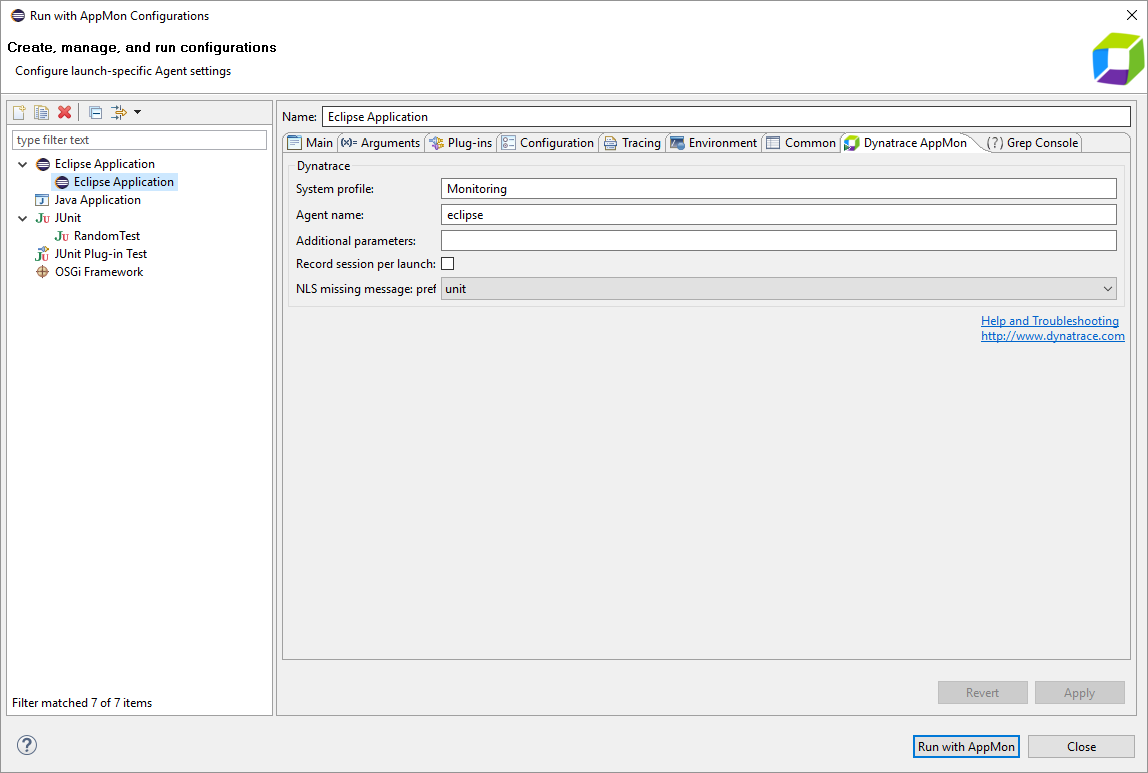 Run with AppMon Configurations
Create, manage, and run configurations
Configure launch-specific Agent settings
type filter text
Eclipse Application
Eclipse Application
Java Application
JU JUnit
JU RandomTest
JU JUnit Plug-in Test
OSGi Framework
Filter matched 7 of 7 items
Name: Eclipse Application
Main (x)= Arguments Plug-ins Configuration Tracing Environment Common Dynatrace AppMon (?) Grep Console
Dynatrace
System profile: Monitoring
Agent name: eclipse
Additional parameters:
Record session per launch:
NLS missing message: pref unit
Help and Troubleshooting
http://www.dynatrace.com
Revert Apply
? Run with AppMon Close